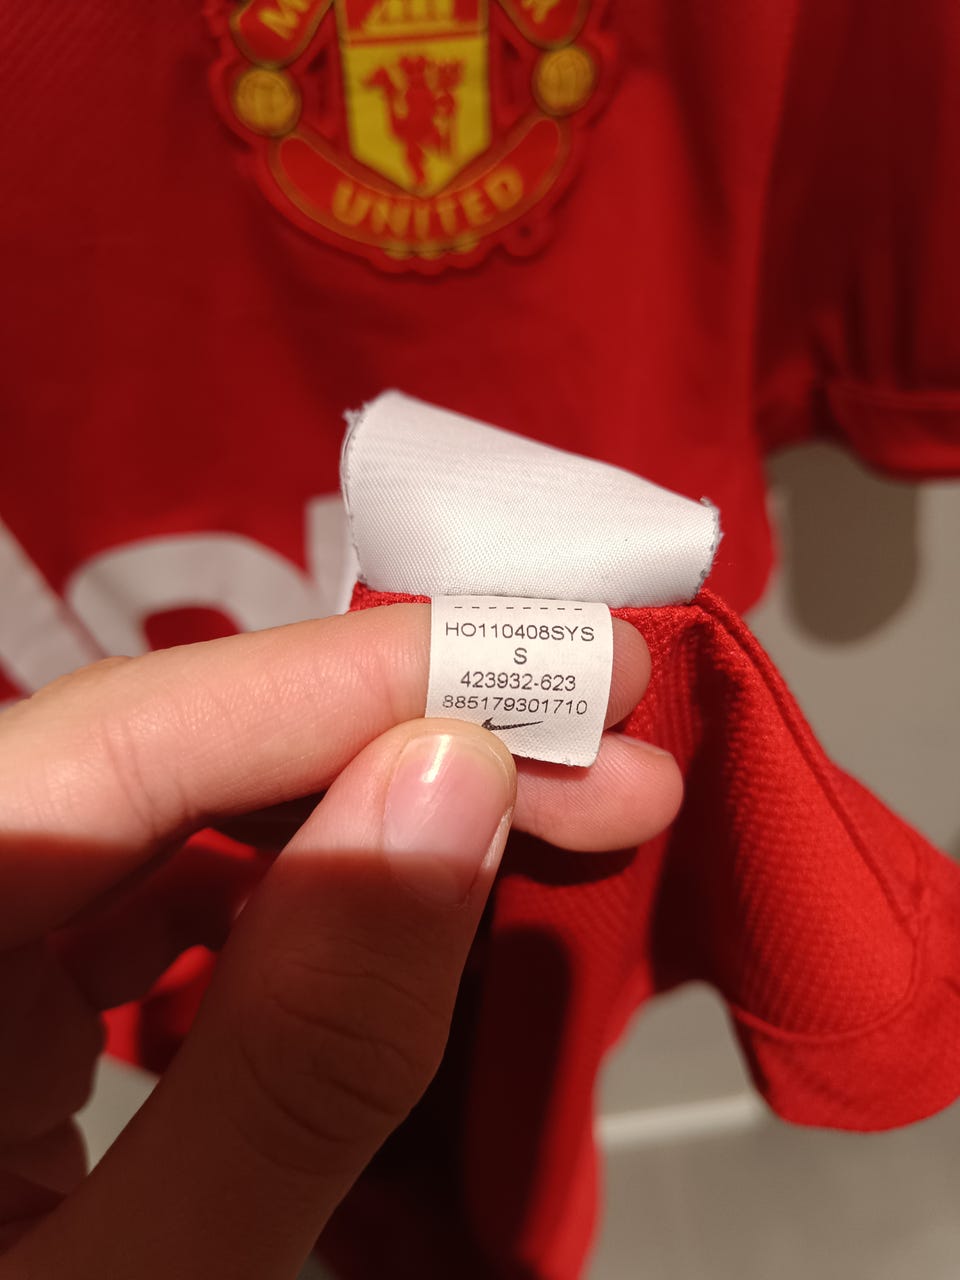 UNITED
HO110408SYS
S
423932-623
885179301710